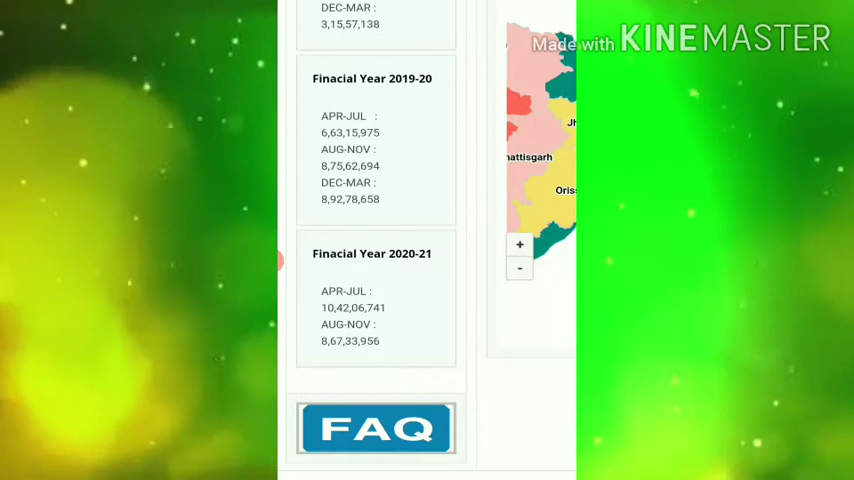 DEC-MAR :
3,15,57,138
Finacial Year 2019-20
APR-JUL :
6,63,15,975
AUG-NOV :
8,75,62,694
DEC-MAR :
8,92,78,658
Finacial Year 2020-21
APR-JUL :
10,42,06,741
AUG-NOV :
8,67,33,956
FAQ
Made with KINEMASTER
Jh
hattisgarh
Oriss
+
-